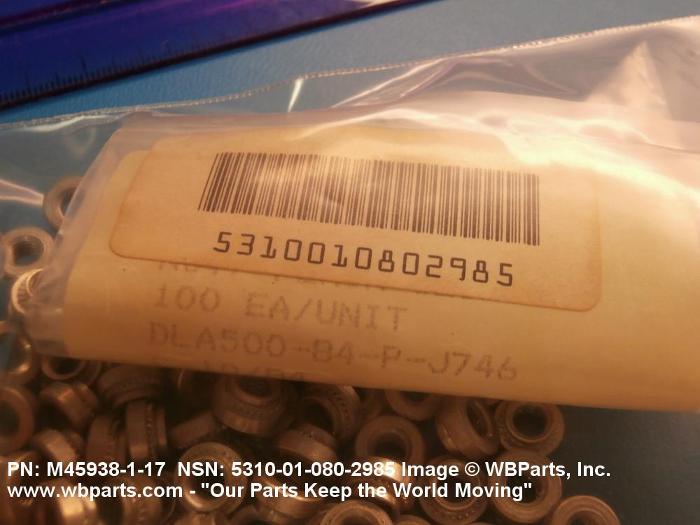 5310010802985
100 EA/UNIT
DLA500-84-P-J746
PN: M45938-1-17 NSN: 5310-01-080-2985 Image © WBParts, Inc.
www.wbparts.com - "Our Parts Keep the World Moving"